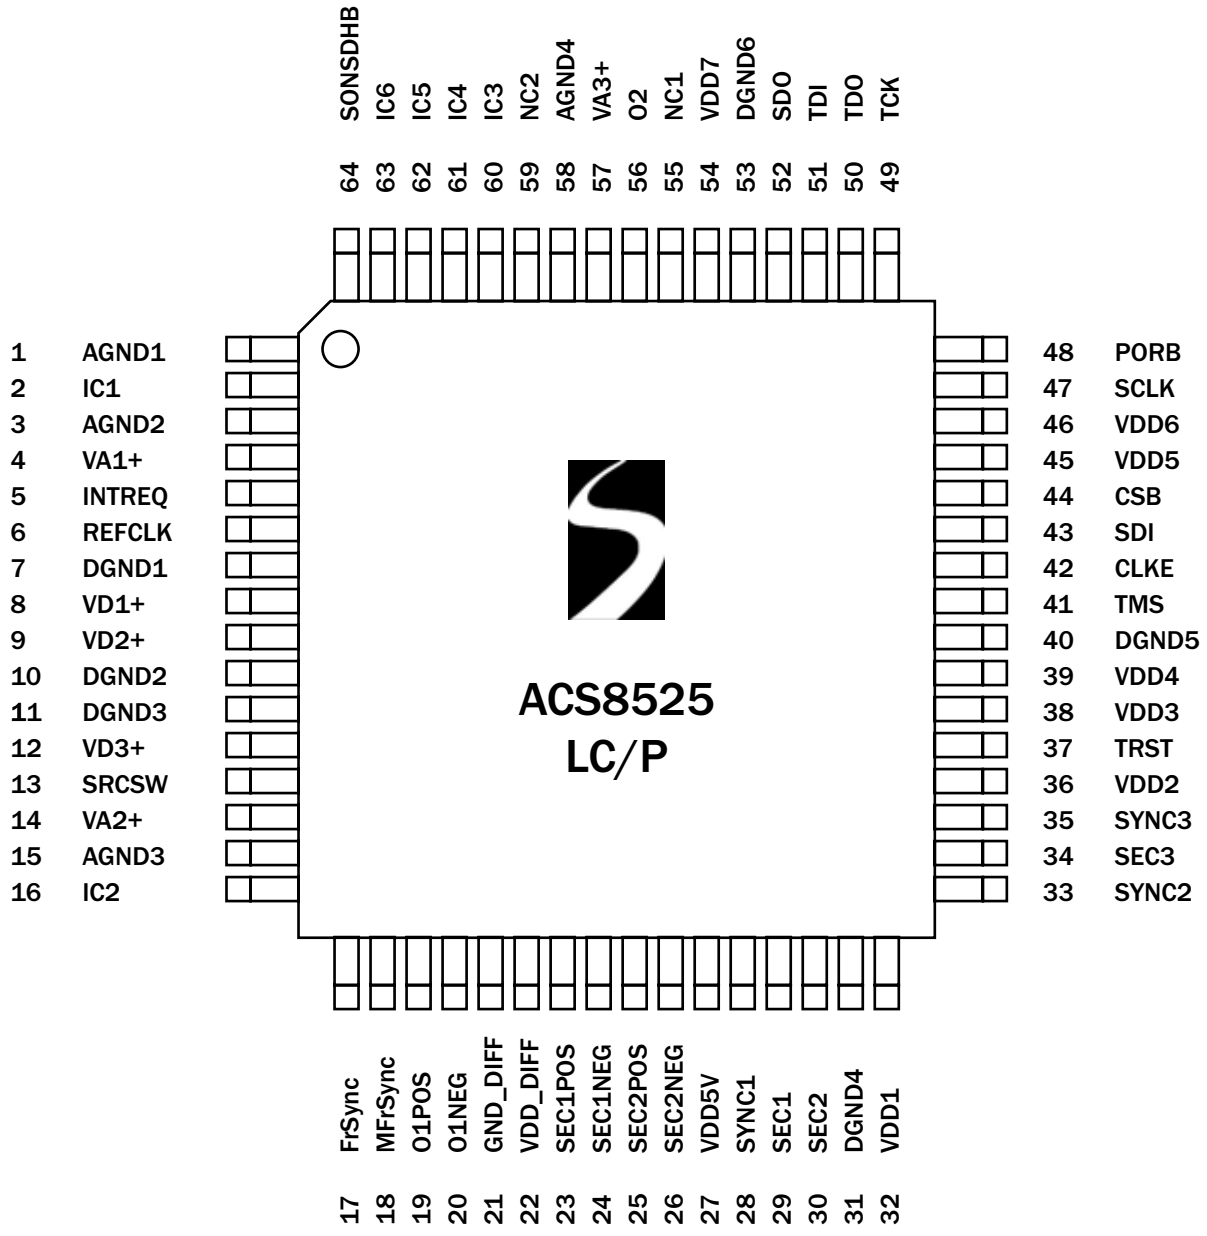 SONSDHB IC6 IC5 IC4 IC3 NC2 AGND4 VA3+ O2 NC1 VDD7 DGND6 SDO TDI TDO TCK
64 63 62 61 60 59 58 57 56 55 54 53 52 51 50 49
1 AGND1
2 IC1
3 AGND2
4 VA1+
5 INTREQ
6 REFCLK
7 DGND1
8 VD1+
9 VD2+
10 DGND2
11 DGND3
12 VD3+
13 SRCSW
14 VA2+
15 AGND3
16 IC2
ACS8525
LC/P
48 PORB
47 SCLK
46 VDD6
45 VDD5
44 CSB
43 SDI
42 CLKE
41 TMS
40 DGND5
39 VDD4
38 VDD3
37 TRST
36 VDD2
35 SYNC3
34 SEC3
33 SYNC2
FrSync MFrSync O1POS O1NEG GND_DIFF VDD_DIFF SEC1POS SEC1NEG SEC2POS SEC2NEG VDD5V SYNC1 SEC1 SEC2 DGND4 VDD1
17 18 19 20 21 22 23 24 25 26 27 28 29 30 31 32